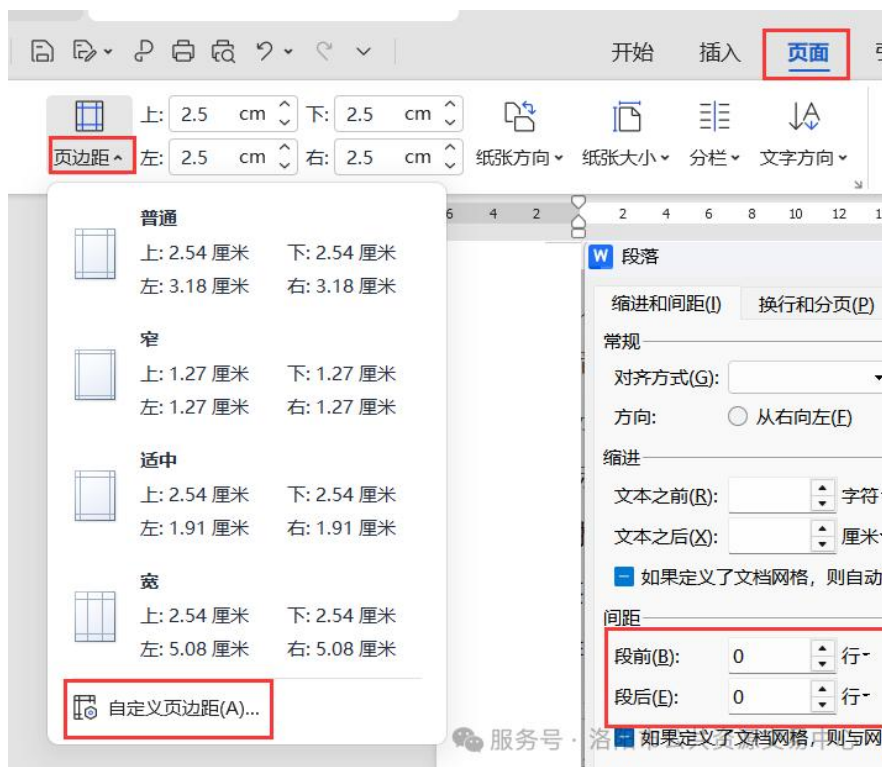 开始 插入 页面
上: 2.5 cm 下: 2.5 cm
页边距 左: 2.5 cm 右: 2.5 cm 纸张方向 纸张大小 分栏 文字方向
6 4 2 2 4 6 8 10 12 1
普通
上: 2.54 厘米 下: 2.54 厘米
左: 3.18 厘米 右: 3.18 厘米
窄
上: 1.27 厘米 下: 1.27 厘米
左: 1.27 厘米 右: 1.27 厘米
适中
上: 2.54 厘米 下: 2.54 厘米
左: 1.91 厘米 右: 1.91 厘米
宽
上: 2.54 厘米 下: 2.54 厘米
左: 5.08 厘米 右: 5.08 厘米
自定义页边距(A)...
W 段落
缩进和间距(I) 换行和分页(P)
常规
对齐方式(G):
方向: 从右向左(F)
缩进
文本之前(R): 字符
文本之后(X): 厘米
如果定义了文档网格，则自动
间距
段前(B): 0 行
段后(E): 0 行
如果定义了文档网格，则与网
服务号 ·